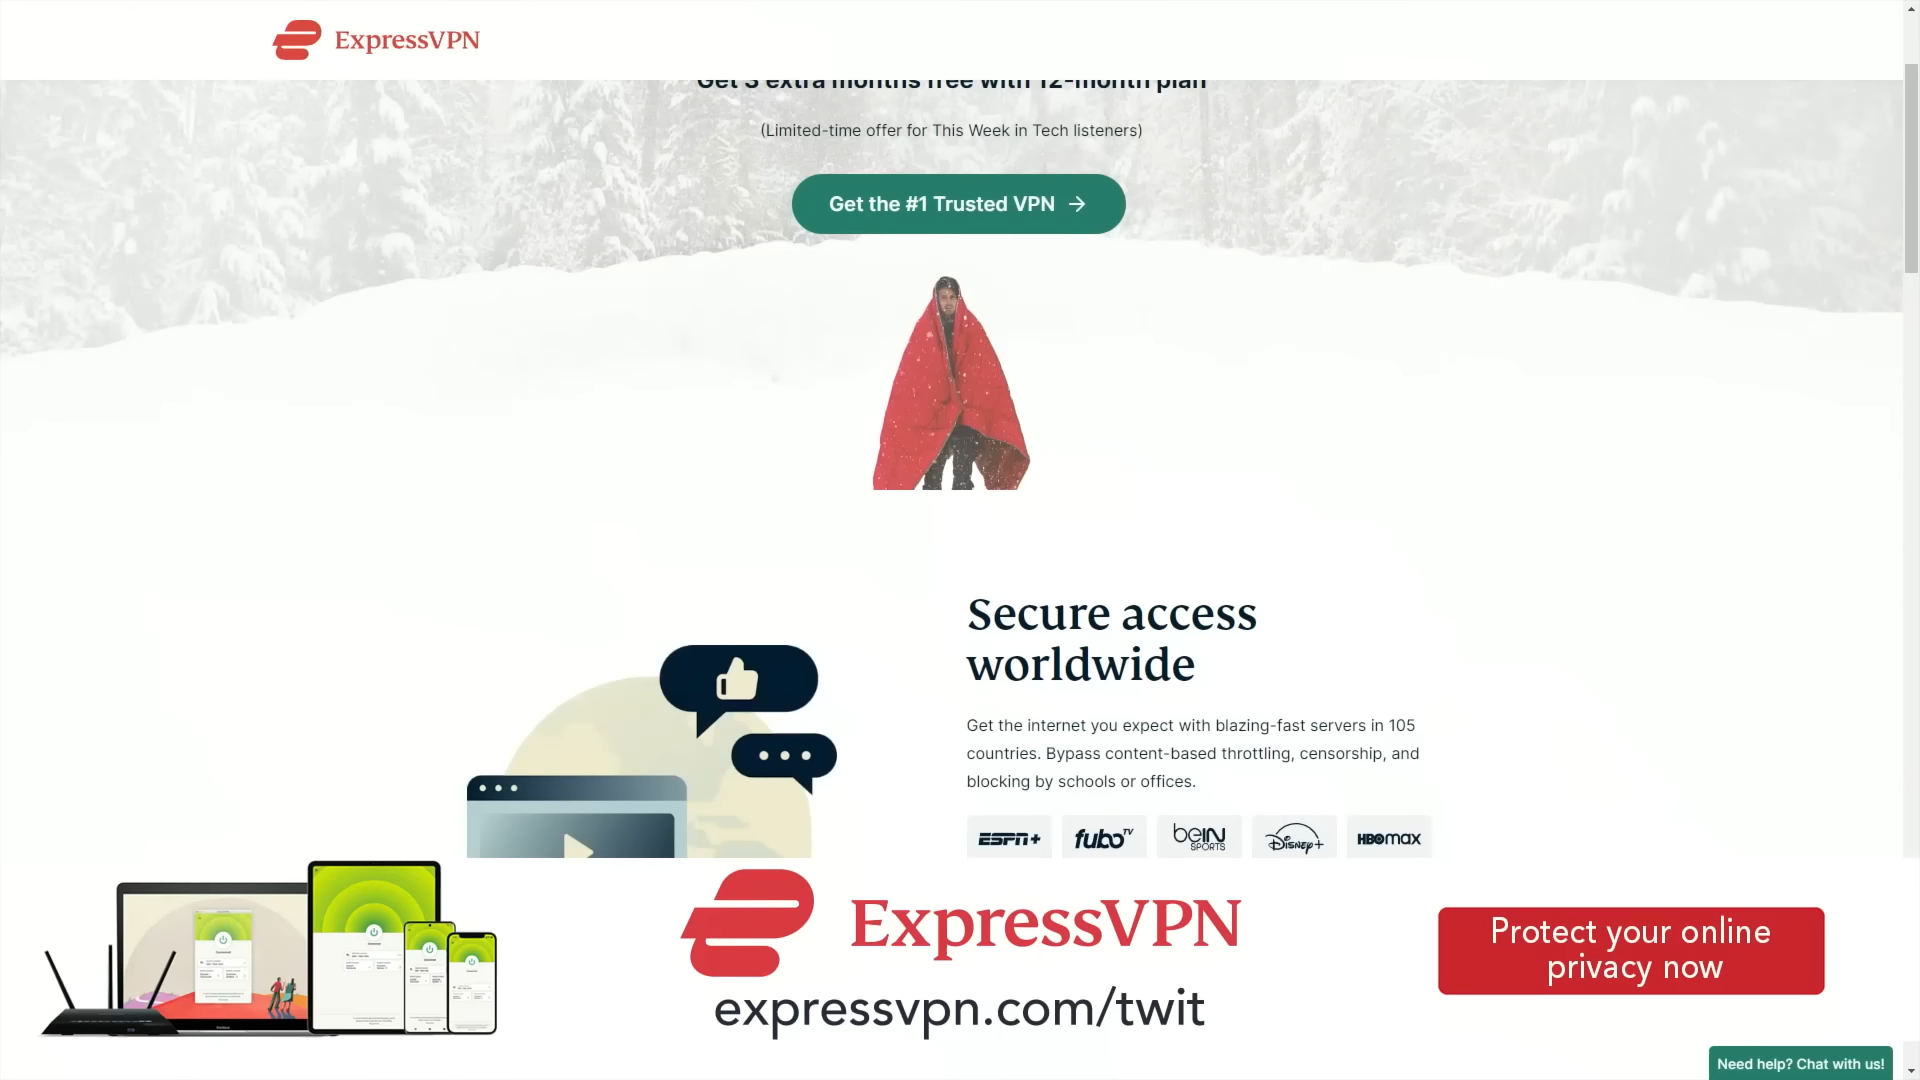 ExpressVPN
Get 3 extra months free with 12-month plan
(Limited-time offer for This Week in Tech listeners)
Get the #1 Trusted VPN →
Secure access
worldwide
Get the internet you expect with blazing-fast servers in 105
countries. Bypass content-based throttling, censorship, and
blocking by schools or offices.
ESPN+
fubo TV
beIN SPORTS
Disney+
HBOmax
ExpressVPN
expressvpn.com/twit
Protect your online
privacy now
Need help? Chat with us!